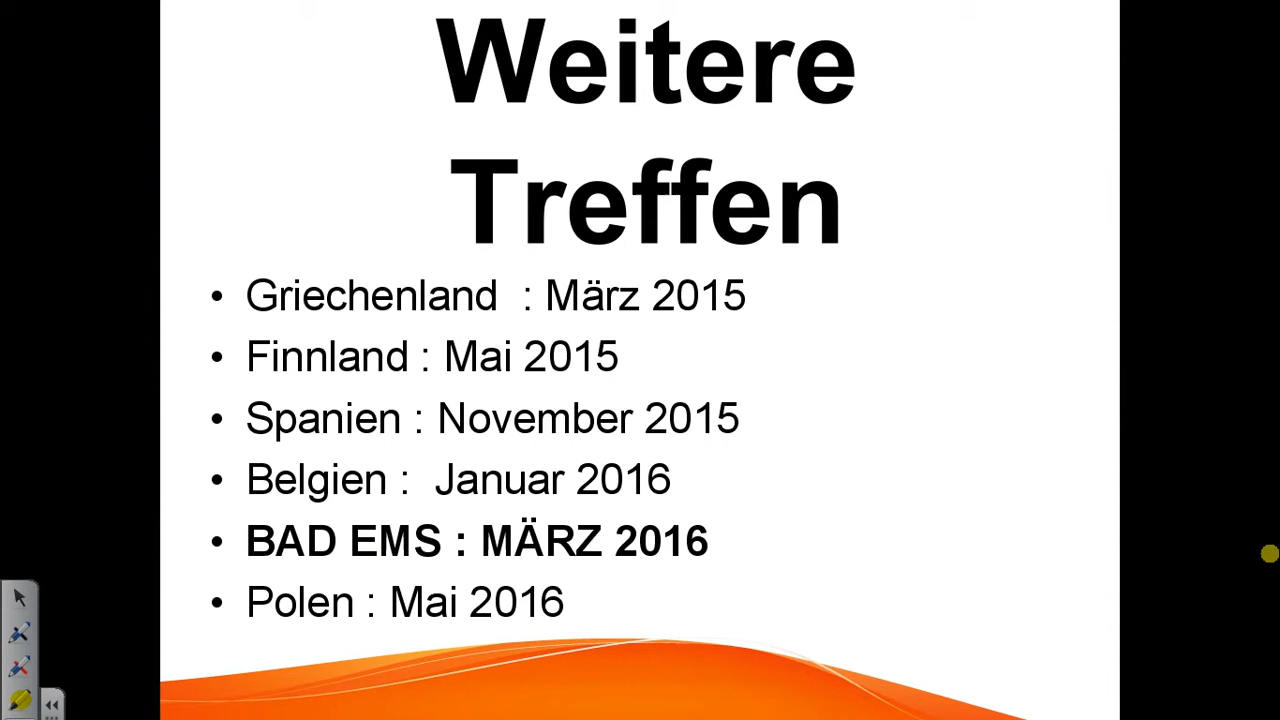 Weitere
Treffen
• Griechenland  : März 2015
• Finnland : Mai 2015
• Spanien : November 2015
• Belgien :  Januar 2016
• BAD EMS : MÄRZ 2016
• Polen : Mai 2016